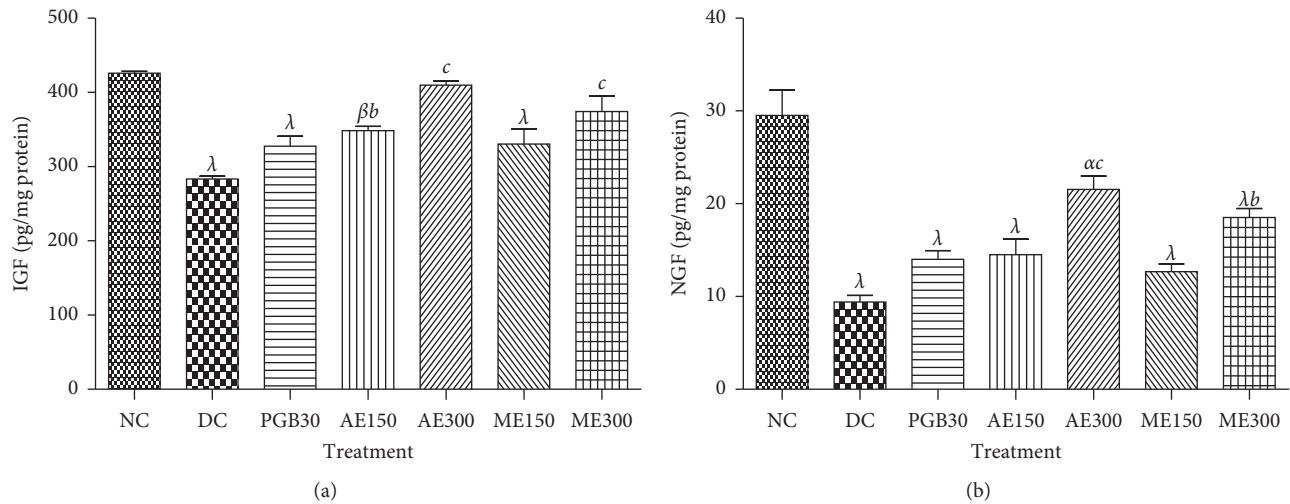 500
400
300
200
100
0
IGF (pg/mg protein)
λ
λ
βb
c
λ
c
NC DC PGB30 AE150 AE300 ME150 ME300
Treatment
(a)
40
30
20
10
0
NGF (pg/mg protein)
λ
λ
λ
αc
λ
λb
NC DC PGB30 AE150 AE300 ME150 ME300
Treatment
(b)